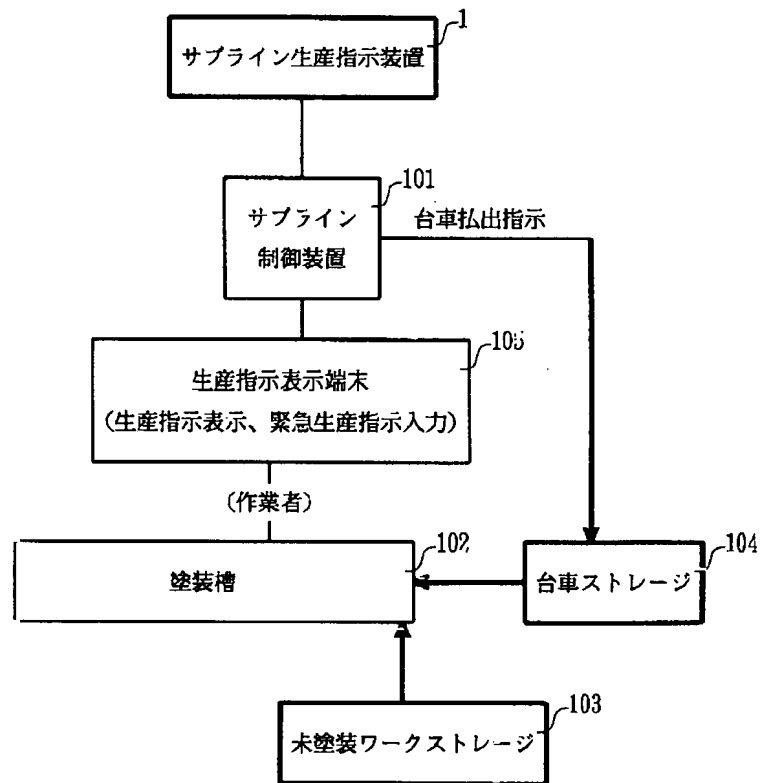 1
サブライン生産指示装置
101
サブライン
制御装置
台車払出指示
105
生産指示表示端末
(生産指示表示、緊急生産指示入力)
(作業者)
102
塗装槽
104
台車ストレージ
103
未塗装ワークストレージ